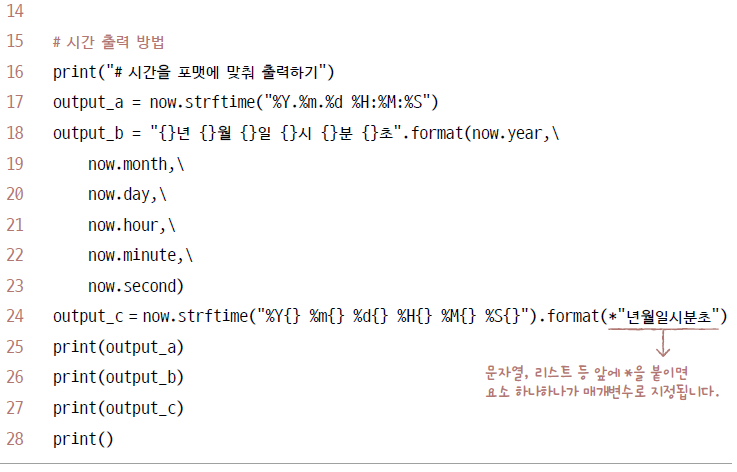 14
15 # 시간 출력 방법
16 print("# 시간을 포맷에 맞춰 출력하기")
17 output_a = now.strftime("%Y.%m.%d %H:%M:%S")
18 output_b = "{}년 {}월 {}일 {}시 {}분 {}초".format(now.year,\
19     now.month,\
20     now.day,\
21     now.hour,\
22     now.minute,\
23     now.second)
24 output_c = now.strftime("%Y{} %m{} %d{} %H{} %M{} %S{}").format(*"년월일시분초")
25 print(output_a)
문자열, 리스트 등 앞에 *을 붙이면
요소 하나하나가 매개변수로 지정됩니다.
26 print(output_b)
27 print(output_c)
28 print()